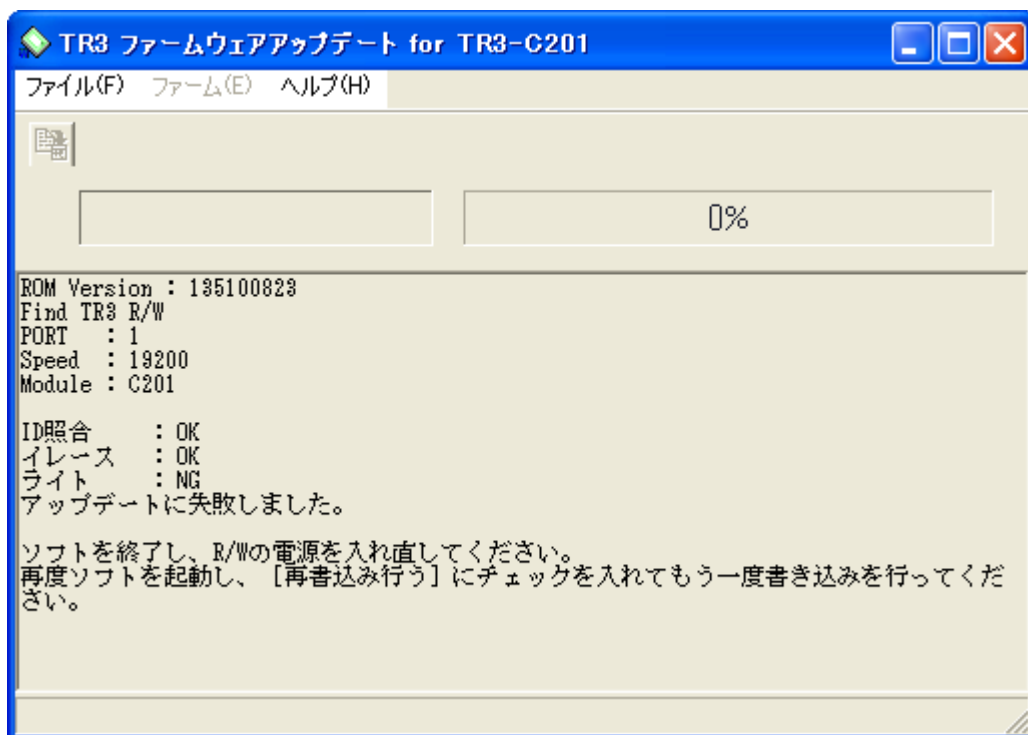 TR3 ファームウェアアップデート for TR3-C201
ファイル(F) ファーム(E) ヘルプ(H)
0%
ROM Version : 135100823
Find TR3 R/W
PORT : 1
Speed : 19200
Module : C201
ID照合 : OK
イレース : OK
ライト : NG
アップデートに失敗しました。
ソフトを終了し、R/Wの電源を入れ直してください。
再度ソフトを起動し、[再書込み行う]にチェックを入れてもう一度書き込みを行ってくだ
さい。